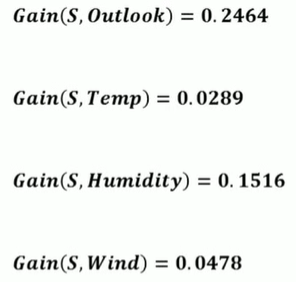 Gain(S, Outlook) = 0.2464
Gain(S, Temp) = 0.0289
Gain(S, Humidity) = 0.1516
Gain(S, Wind) = 0.0478